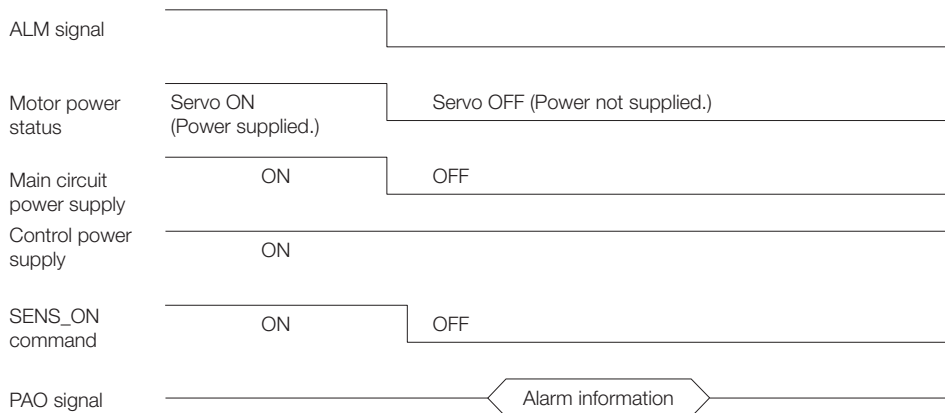 ALM signal
Motor power
status
Servo ON
(Power supplied.)
Servo OFF (Power not supplied.)
Main circuit
power supply
ON
OFF
Control power
supply
ON
SENS_ON
command
ON
OFF
PAO signal
Alarm information